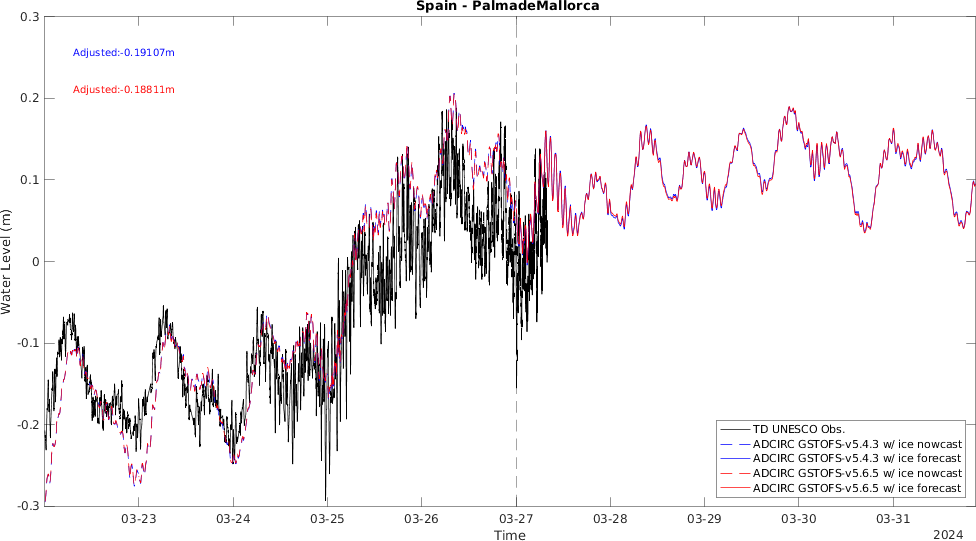 Spain - PalmadeMallorca
0.3
0.2
0.1
0
-0.1
-0.2
-0.3
Water Level (m)
Adjusted:-0.19107m
Adjusted:-0.18811m
TD UNESCO Obs.
ADCIRC GSTOFS-v5.4.3 w/ ice nowcast
ADCIRC GSTOFS-v5.4.3 w/ ice forecast
ADCIRC GSTOFS-v5.6.5 w/ ice nowcast
ADCIRC GSTOFS-v5.6.5 w/ ice forecast
03-23 03-24 03-25 03-26 03-27 03-28 03-29 03-30 03-31
Time
2024